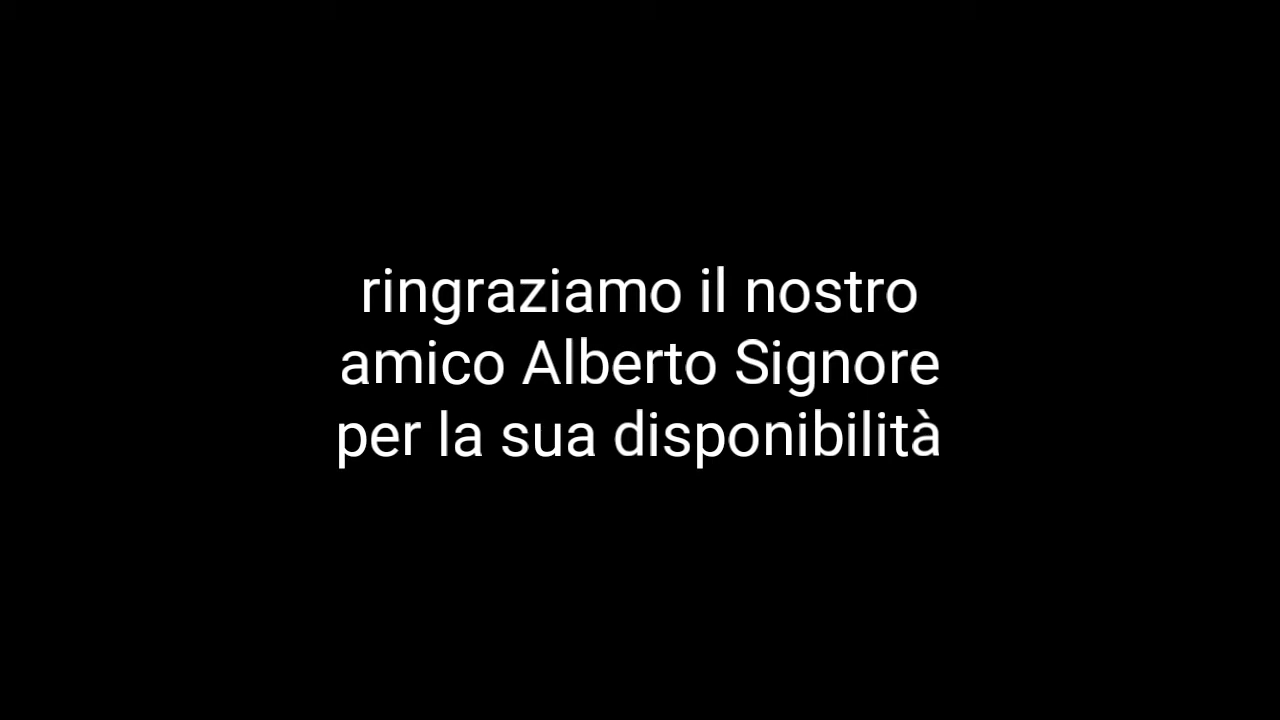 ringraziamo il nostro
amico Alberto Signore
per la sua disponibilità